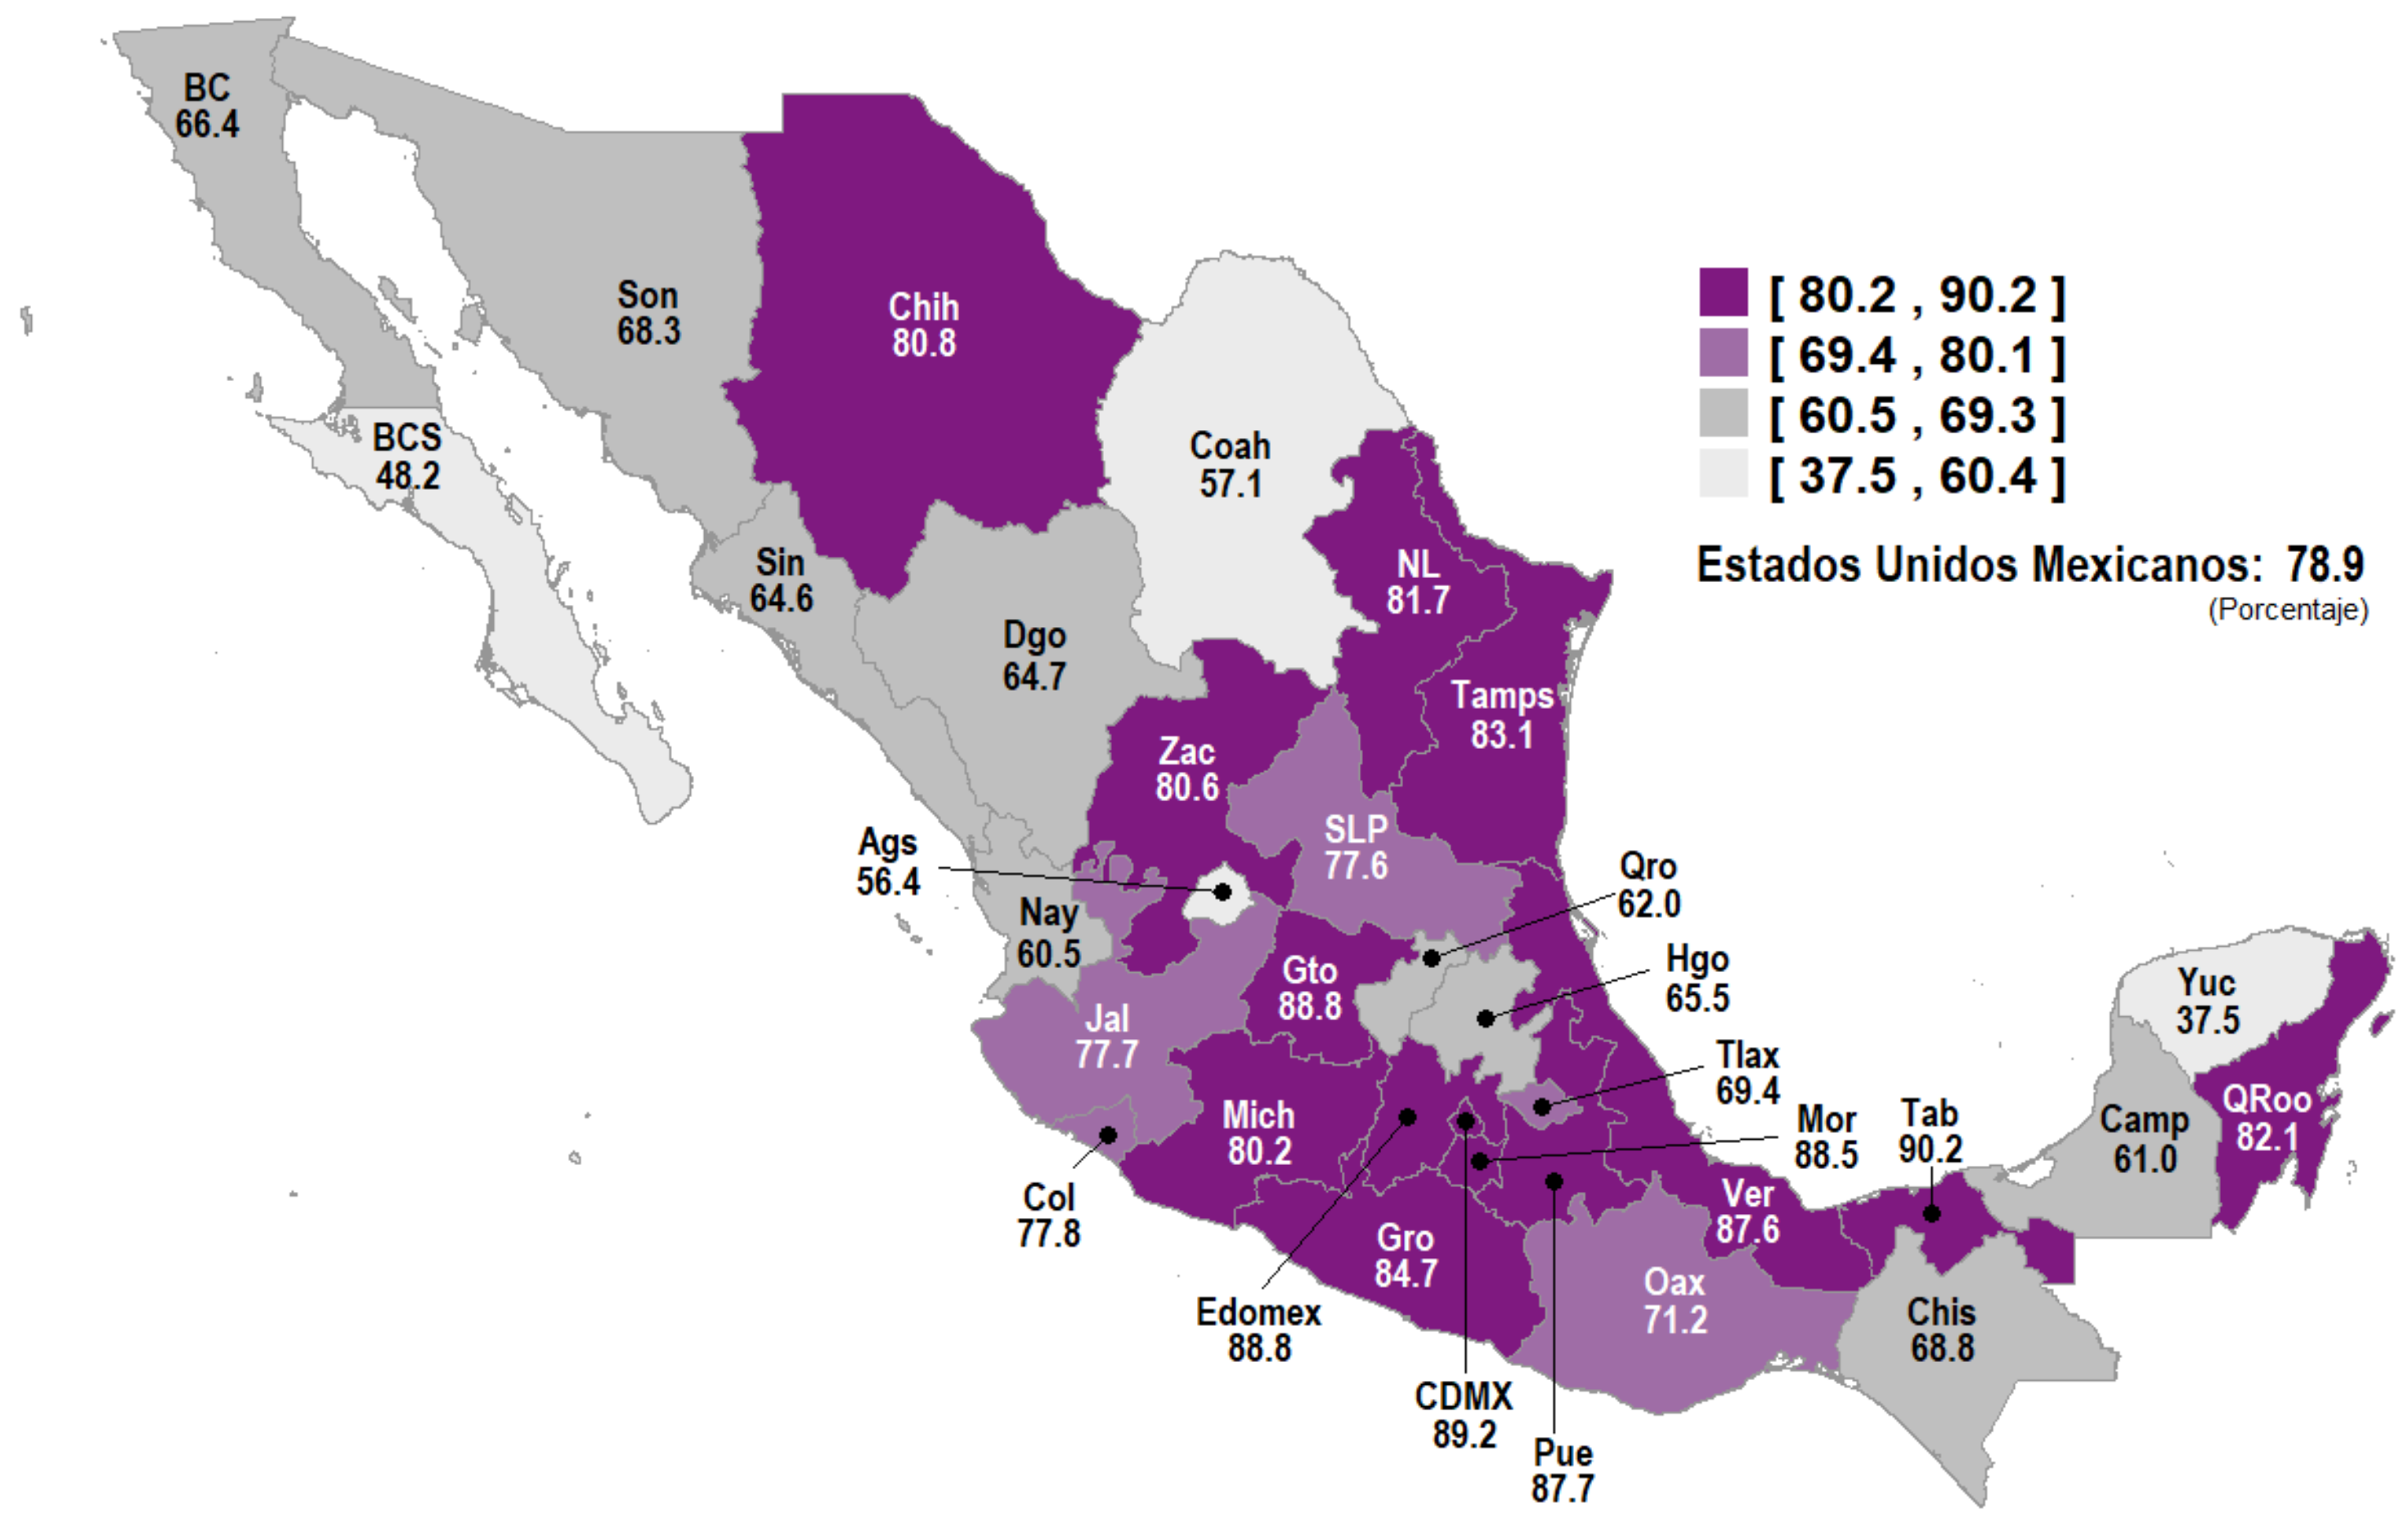 BC
66.4
Son
68.3
Chih
80.8
[ 80.2 , 90.2 ]
[ 69.4 , 80.1 ]
[ 60.5 , 69.3 ]
[ 37.5 , 60.4 ]
Estados Unidos Mexicanos: 78.9
(Porcentaje)
BCS
48.2
Coah
57.1
Sin
64.6
NL
81.7
Dgo
64.7
Tamps
83.1
Zac
80.6
SLP
77.6
Ags
56.4
Qro
62.0
Nay
60.5
Gto
88.8
Hgo
65.5
Yuc
37.5
Jal
77.7
Tlax
69.4
QRoo
82.1
Mich
80.2
Mor
88.5
Tab
90.2
Camp
61.0
Col
77.8
Ver
87.6
Gro
84.7
Oax
71.2
Edomex
88.8
Chis
68.8
CDMX
89.2
Pue
87.7